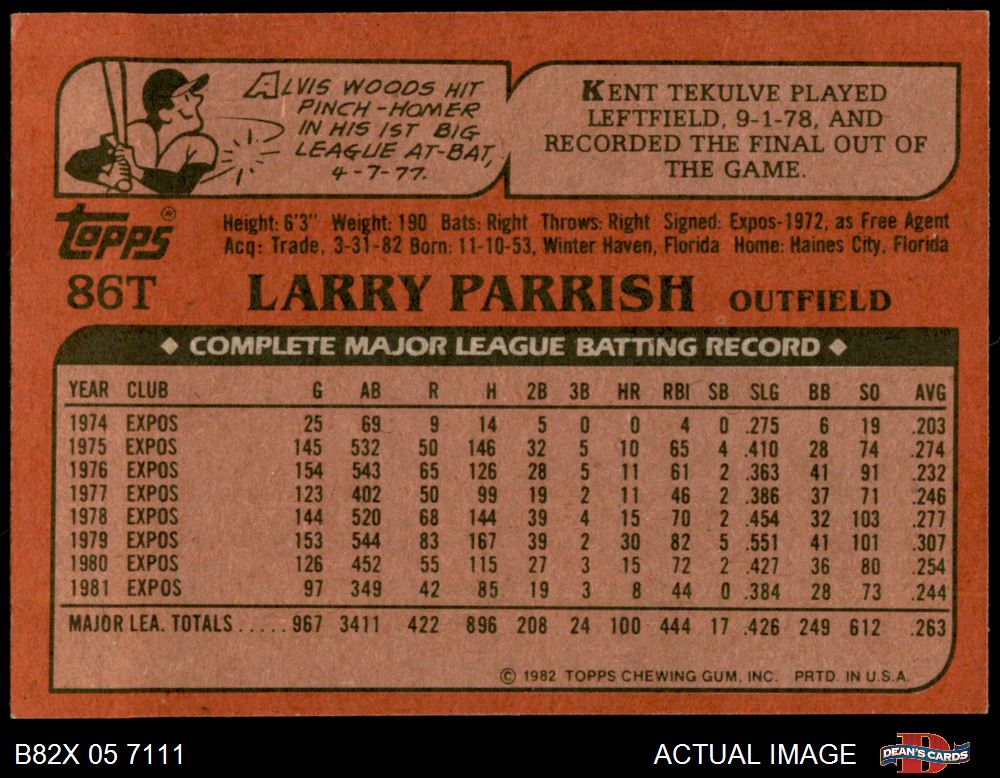 ALVIS WOODS HIT
PINCH-HOMER
IN HIS 1ST BIG
LEAGUE AT-BAT,
4-7-77.
KENT TEKULVE PLAYED
LEFTFIELD, 9-1-78, AND
RECORDED THE FINAL OUT OF
THE GAME.
topps®
Height: 6'3" Weight: 190 Bats: Right Throws: Right Signed: Expos-1972, as Free Agent
Acq: Trade, 3-31-82 Born: 11-10-53, Winter Haven, Florida Home: Haines City, Florida
86T LARRY PARRISH OUTFIELD
◆ COMPLETE MAJOR LEAGUE BATTING RECORD ◆
YEAR CLUB G AB R H 2B 3B HR RBI SB SLG BB SO AVG
1974 EXPOS 25 69 9 14 5 0 0 4 0 .275 6 19 .203
1975 EXPOS 145 532 50 146 32 5 10 65 4 .410 28 74 .274
1976 EXPOS 154 543 65 126 28 5 11 61 2 .363 41 91 .232
1977 EXPOS 123 402 50 99 19 2 11 46 2 .386 37 71 .246
1978 EXPOS 144 520 68 144 39 4 15 70 2 .454 32 103 .277
1979 EXPOS 153 544 83 167 39 2 30 82 5 .551 41 101 .307
1980 EXPOS 126 452 55 115 27 3 15 72 2 .427 36 80 .254
1981 EXPOS 97 349 42 85 19 3 8 44 0 .384 28 73 .244
MAJOR LEA. TOTALS ..... 967 3411 422 896 208 24 100 444 17 .426 249 612 .263
© 1982 TOPPS CHEWING GUM, INC. PRTD. IN U.S.A.
B82X 05 7111 ACTUAL IMAGE D DEAN'S CARDS